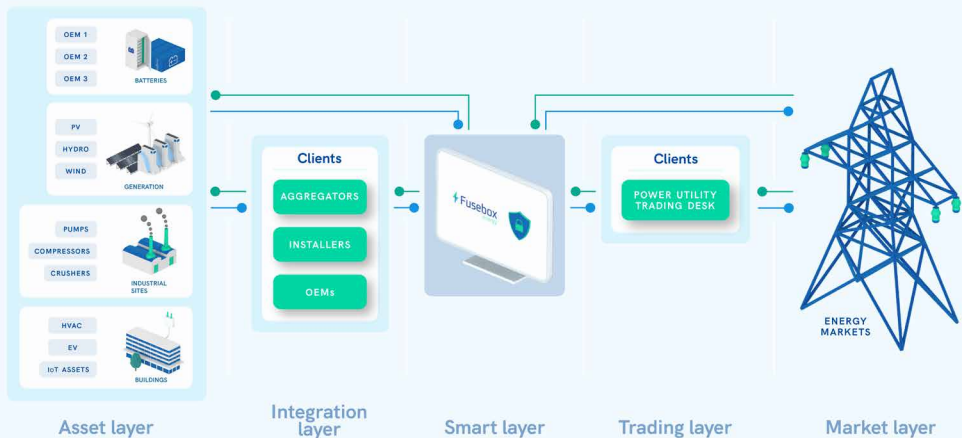 OEM 1
OEM 2
OEM 3
BATTERIES
PV
HYDRO
WIND
GENERATION
PUMPS
COMPRESSORS
CRUSHERS
INDUSTRIAL
SITES
HVAC
EV
IoT ASSETS
BUILDINGS
Clients
AGGREGATORS
INSTALLERS
OEMs
Fusebox
Clients
POWER UTILITY
TRADING DESK
ENERGY
MARKETS
Asset layer
Integration
layer
Smart layer
Trading layer
Market layer